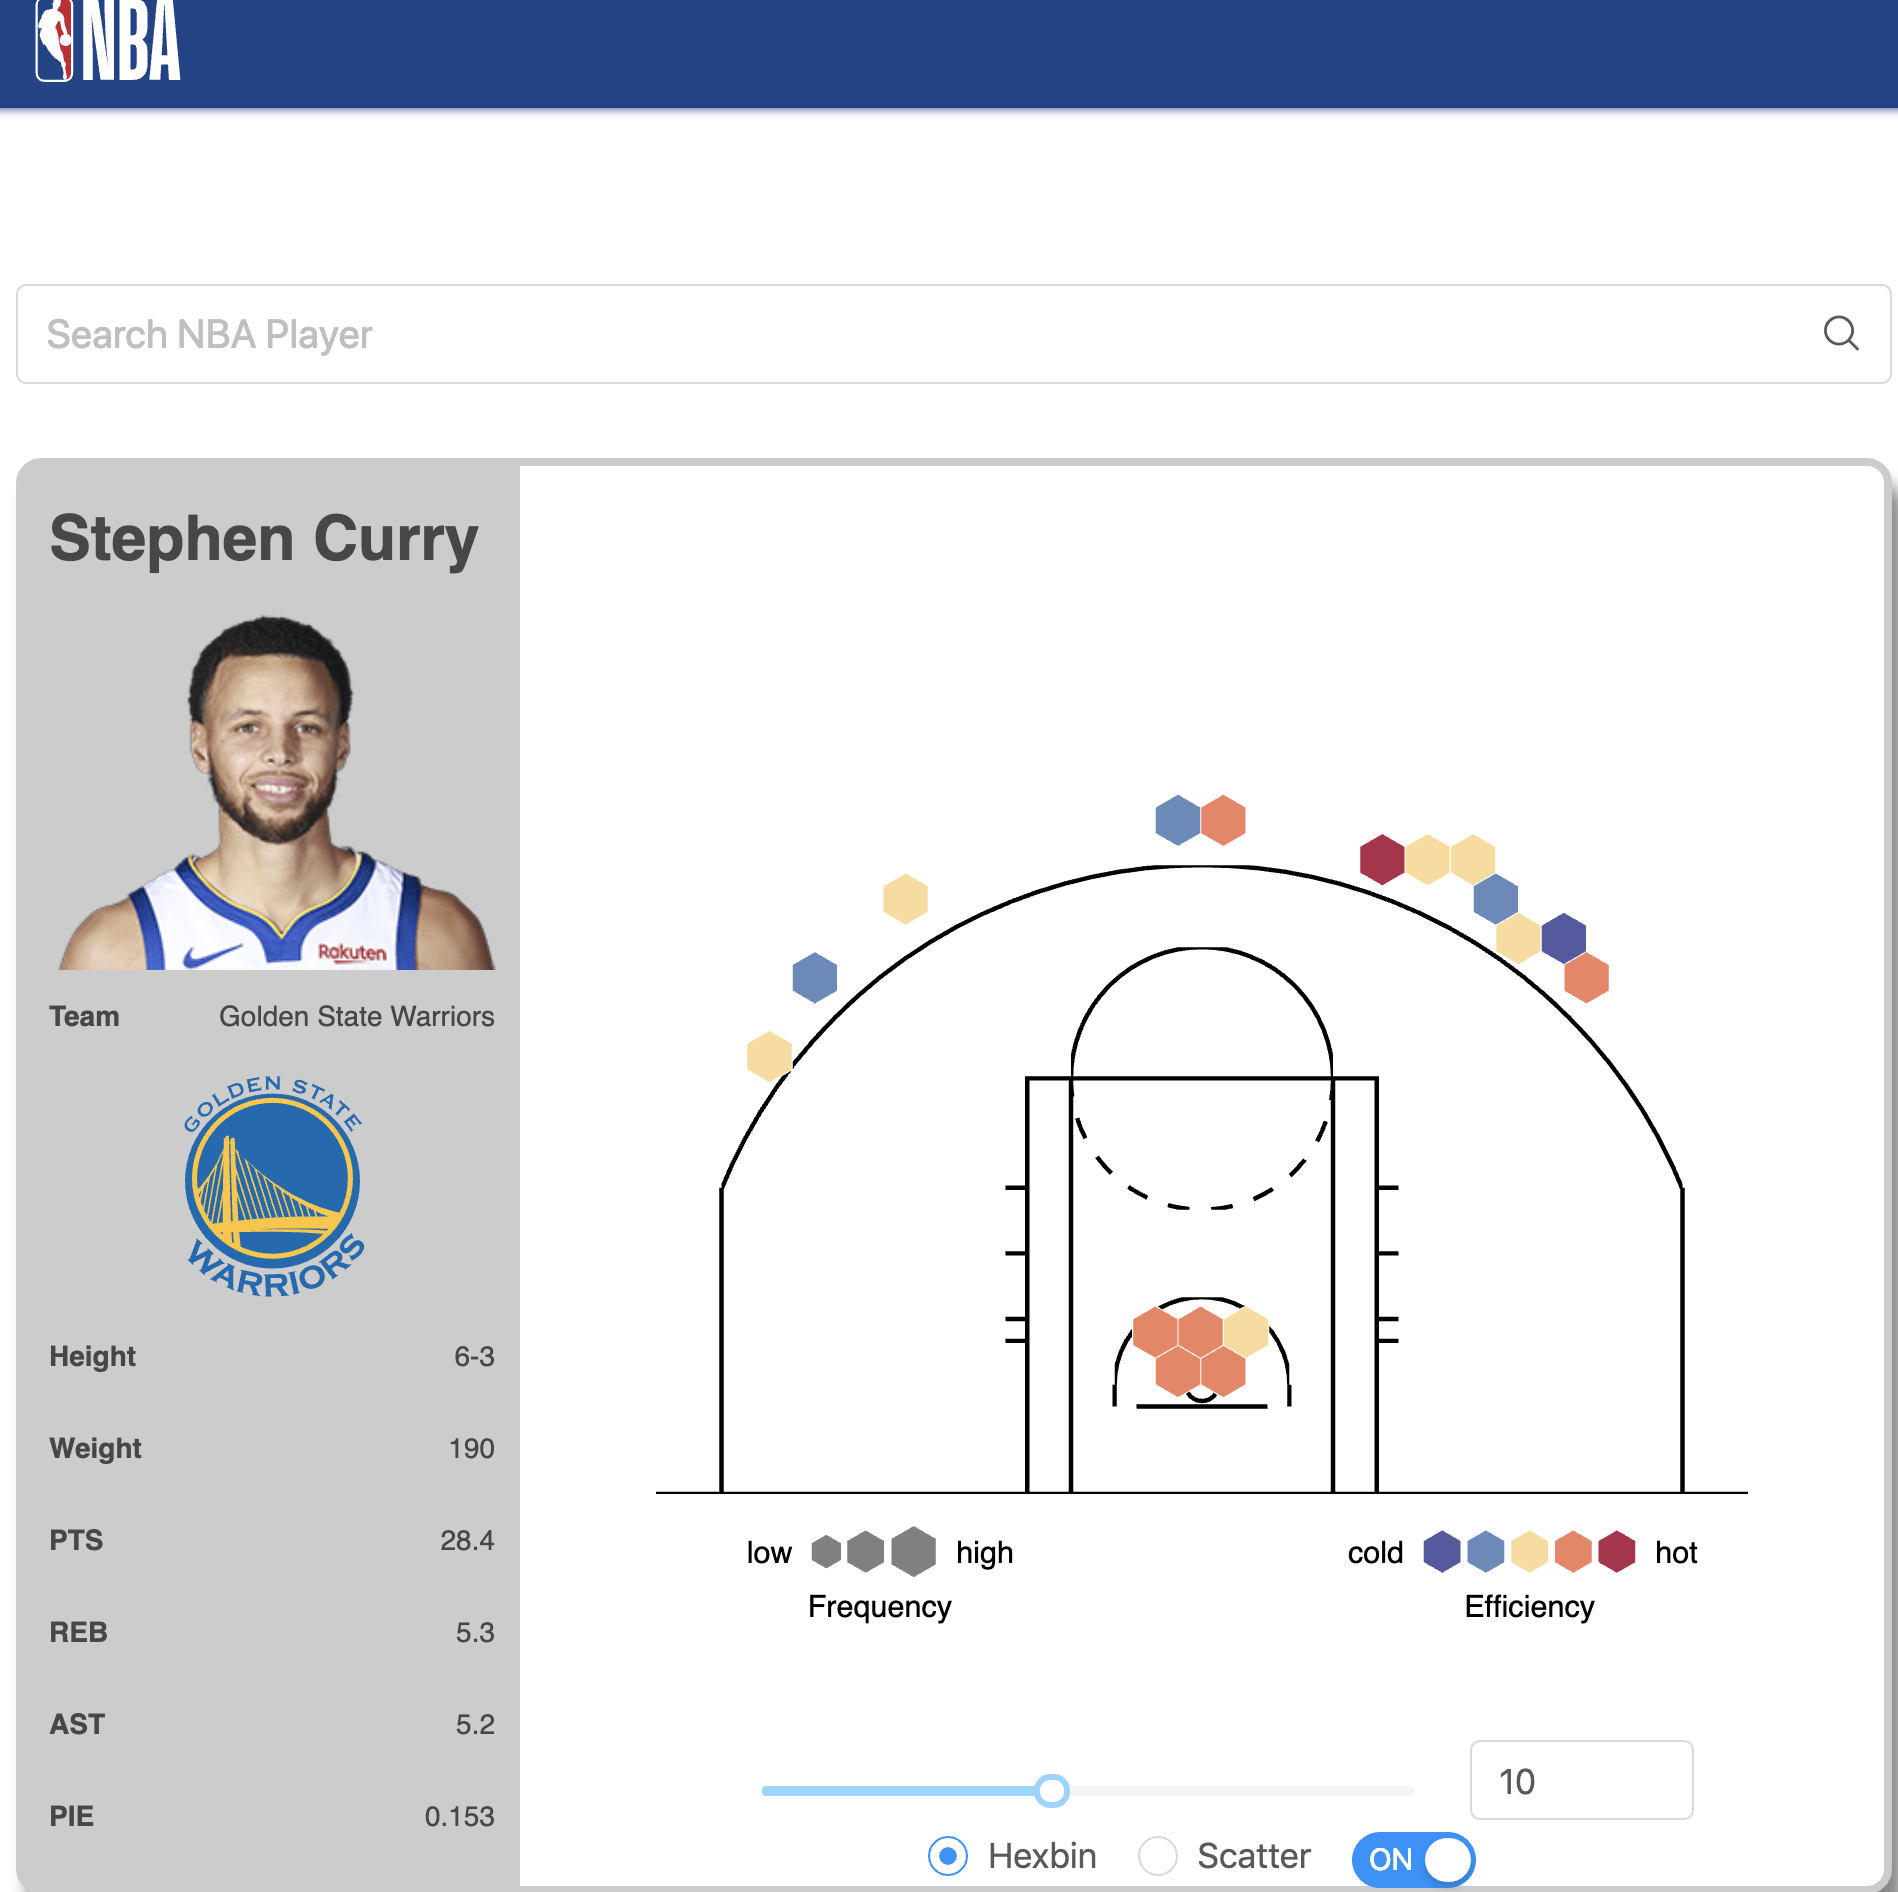 NBA
Search NBA Player
Stephen Curry
Rakuten
Team Golden State Warriors
GOLDEN STATE
WARRIORS
Height 6-3
Weight 190
PTS 28.4
REB 5.3
AST 5.2
PIE 0.153
low high cold hot
Frequency Efficiency
10
Hexbin Scatter ON